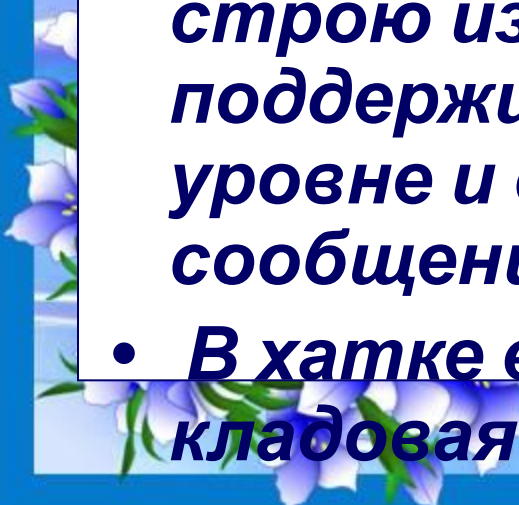 строю из
поддержи
уровне и
сообщени
• В хатке е
кладовая